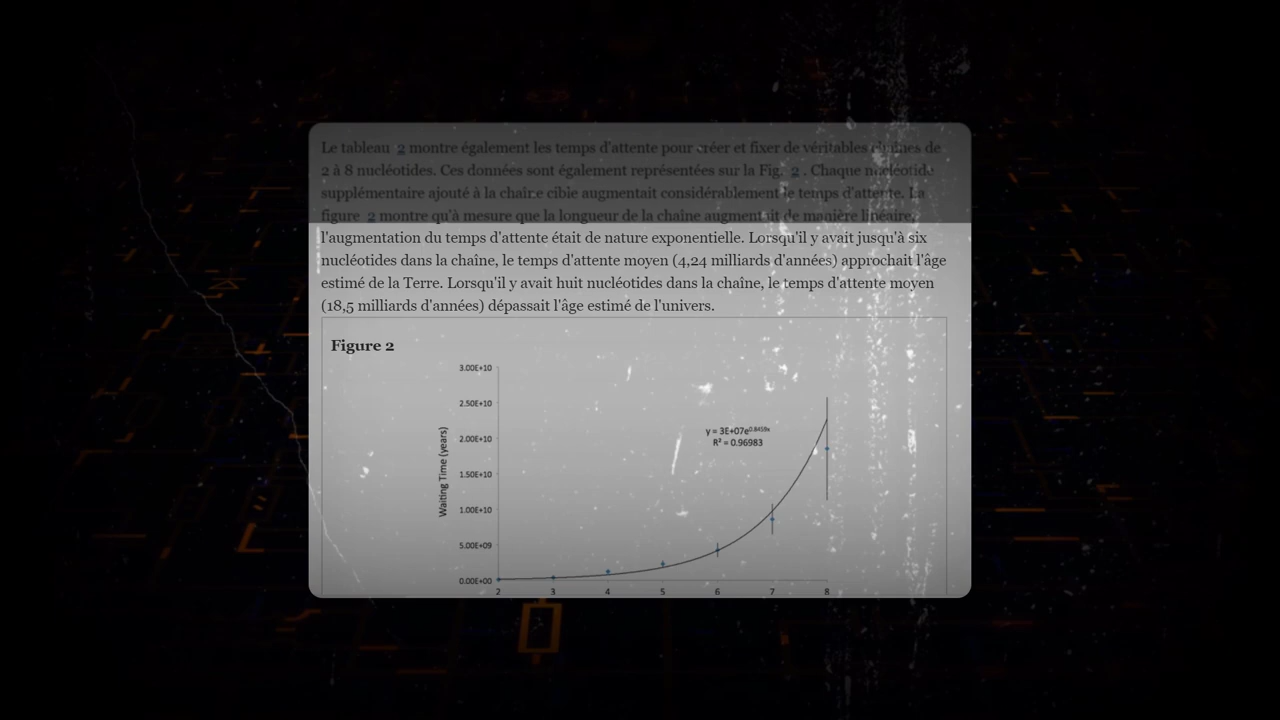 Le tableau 2 montre également les temps d'attente pour créer et fixer de véritables chaînes de
2 à 8 nucléotides. Ces données sont également représentées sur la Fig. 2 . Chaque nucléotide
supplémentaire ajouté à la chaîne cible augmentait considérablement le temps d'attente. La
figure 2 montre qu'à mesure que la longueur de la chaîne augmentait de manière linéaire,
l'augmentation du temps d'attente était de nature exponentielle. Lorsqu'il y avait jusqu'à six
nucléotides dans la chaîne, le temps d'attente moyen (4,24 milliards d'années) approchait l'âge
estimé de la Terre. Lorsqu'il y avait huit nucléotides dans la chaîne, le temps d'attente moyen
(18,5 milliards d'années) dépassait l'âge estimé de l'univers.
Figure 2
3.00E+10
2.50E+10
2.00E+10
1.50E+10
1.00E+10
5.00E+09
0.00E+00
Waiting Time (years)
y = 3E+07e^0.8459x
R² = 0.96983
2 3 4 5 6 7 8